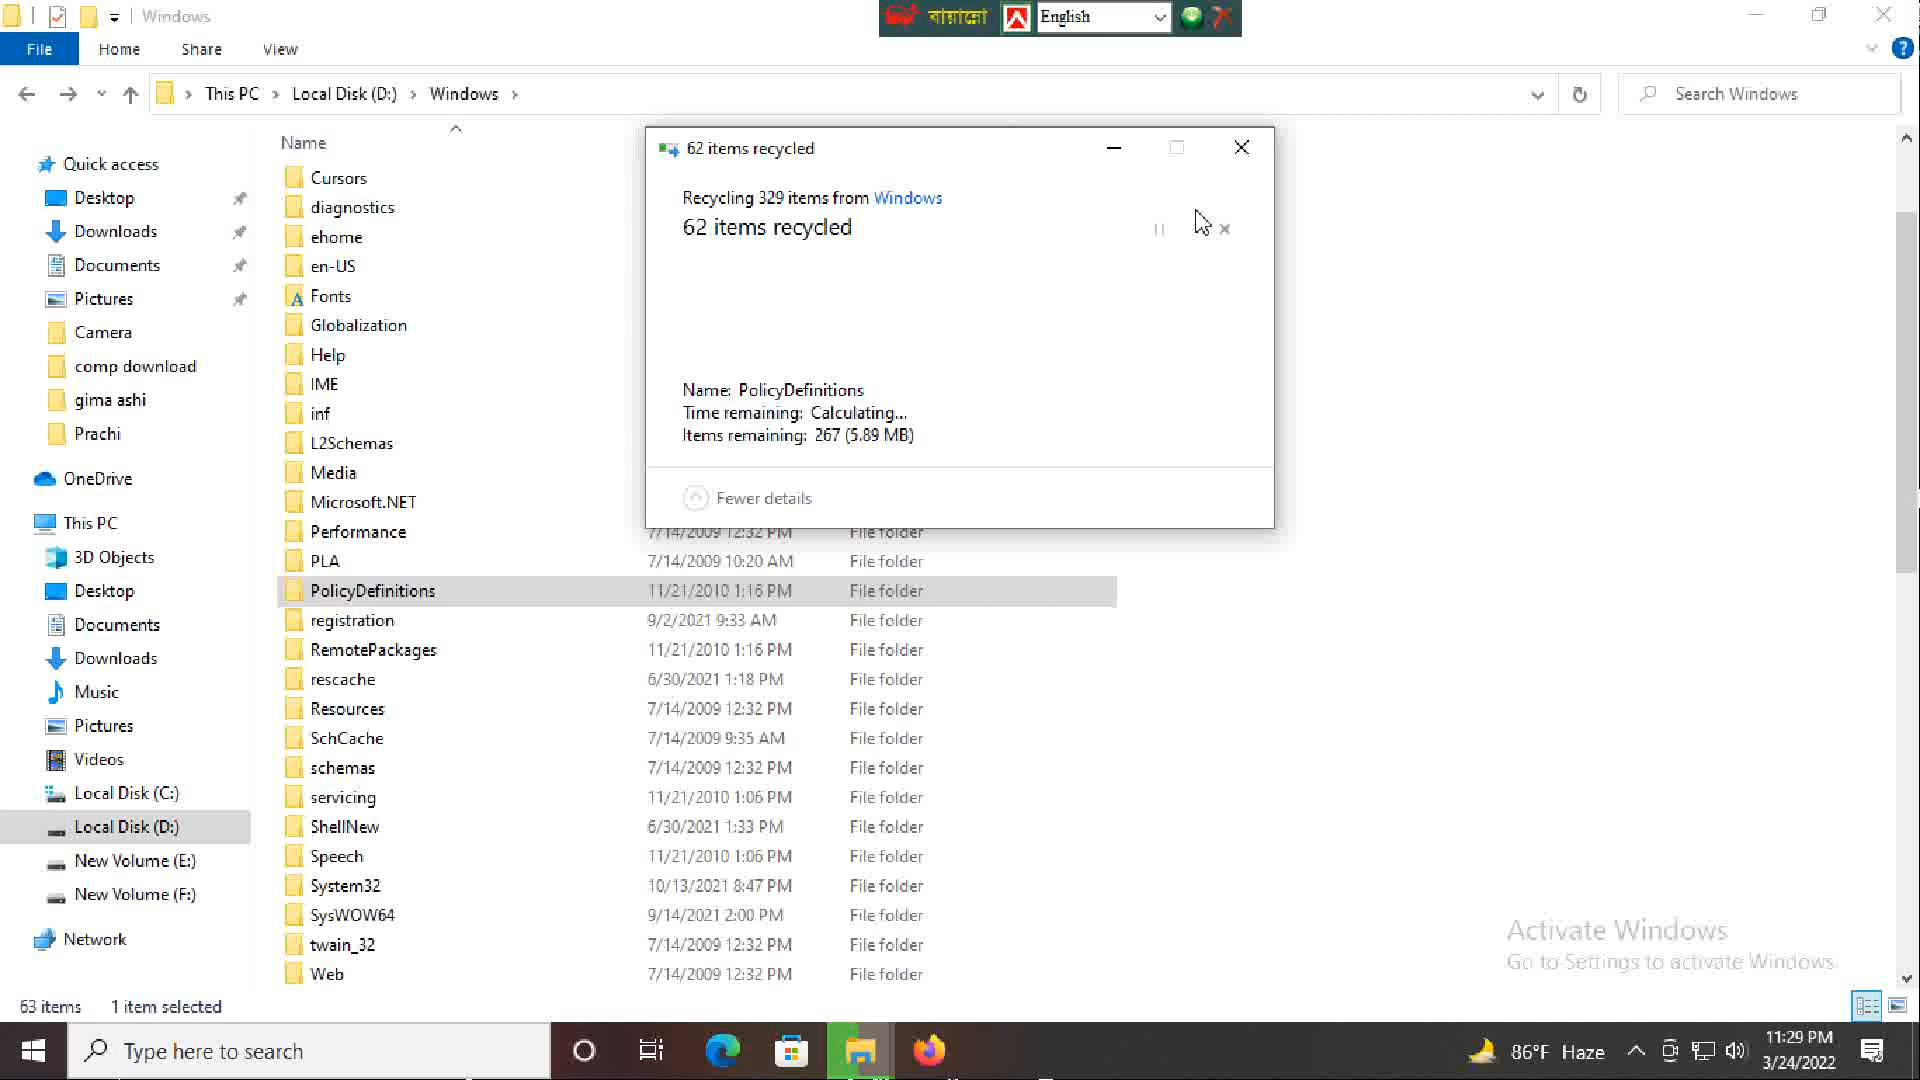 Windows
বায়ান্নো
English
File
Home
Share
View
This PC
Local Disk (D:)
Windows
Search Windows
Name
Quick access
Desktop
Downloads
Documents
Pictures
Camera
comp download
gima ashi
Prachi
OneDrive
This PC
3D Objects
Desktop
Documents
Downloads
Music
Pictures
Videos
Local Disk (C:)
Local Disk (D:)
New Volume (E:)
New Volume (F:)
Network
Cursors
diagnostics
ehome
en-US
Fonts
Globalization
Help
IME
inf
L2Schemas
Media
Microsoft.NET
Performance 7/14/2009 12:32 PM File folder
PLA 7/14/2009 10:20 AM File folder
PolicyDefinitions 11/21/2010 1:16 PM File folder
registration 9/2/2021 9:33 AM File folder
RemotePackages 11/21/2010 1:16 PM File folder
rescache 6/30/2021 1:18 PM File folder
Resources 7/14/2009 12:32 PM File folder
SchCache 7/14/2009 9:35 AM File folder
schemas 7/14/2009 12:32 PM File folder
servicing 11/21/2010 1:06 PM File folder
ShellNew 6/30/2021 1:33 PM File folder
Speech 11/21/2010 1:06 PM File folder
System32 10/13/2021 8:47 PM File folder
SysWOW64 9/14/2021 2:00 PM File folder
twain_32 7/14/2009 12:32 PM File folder
Web 7/14/2009 12:32 PM File folder
62 items recycled
Recycling 329 items from Windows
62 items recycled
Name: PolicyDefinitions
Time remaining: Calculating...
Items remaining: 267 (5.89 MB)
Fewer details
Activate Windows
Go to Settings to activate Windows.
63 items
1 item selected
Type here to search
86°F Haze
11:29 PM
3/24/2022